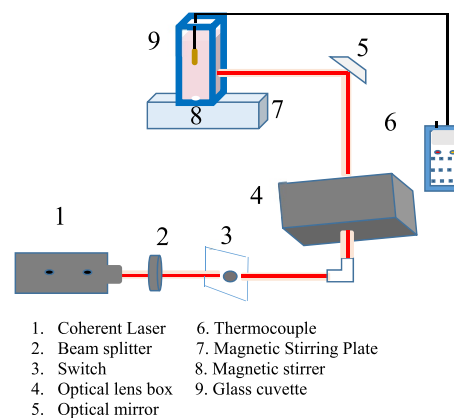 9
5
6
8
7
4
1
2
3
1. Coherent Laser
2. Beam splitter
3. Switch
4. Optical lens box
5. Optical mirror
6. Thermocouple
7. Magnetic Stirring Plate
8. Magnetic stirrer
9. Glass cuvette